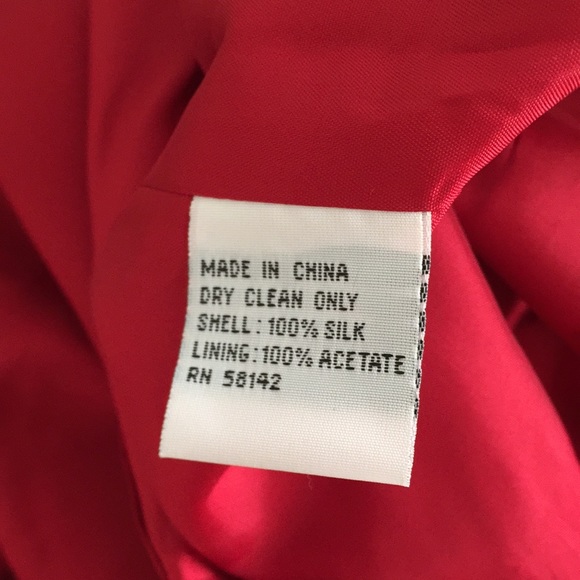 MADE IN CHINA
DRY CLEAN ONLY
SHELL: 100% SILK
LINING: 100% ACETATE
RN 58142